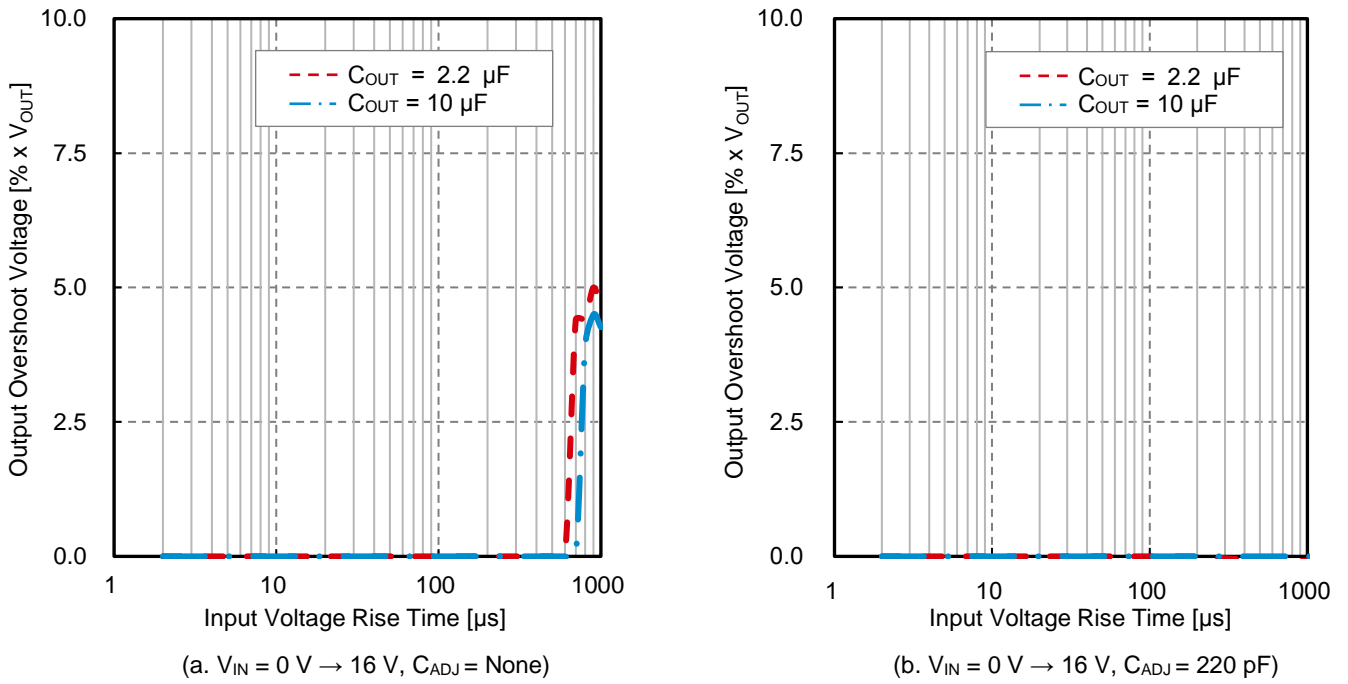 Output Overshoot Voltage [% x VOUT]
10.0
7.5
5.0
2.5
0.0
COUT = 2.2 µF
COUT = 10 µF
1
10
100
1000
Input Voltage Rise Time [µs]
(a. VIN = 0 V → 16 V, CADJ = None)
Output Overshoot Voltage [% x VOUT]
10.0
7.5
5.0
2.5
0.0
COUT = 2.2 µF
COUT = 10 µF
1
10
100
1000
Input Voltage Rise Time [µs]
(b. VIN = 0 V → 16 V, CADJ = 220 pF)